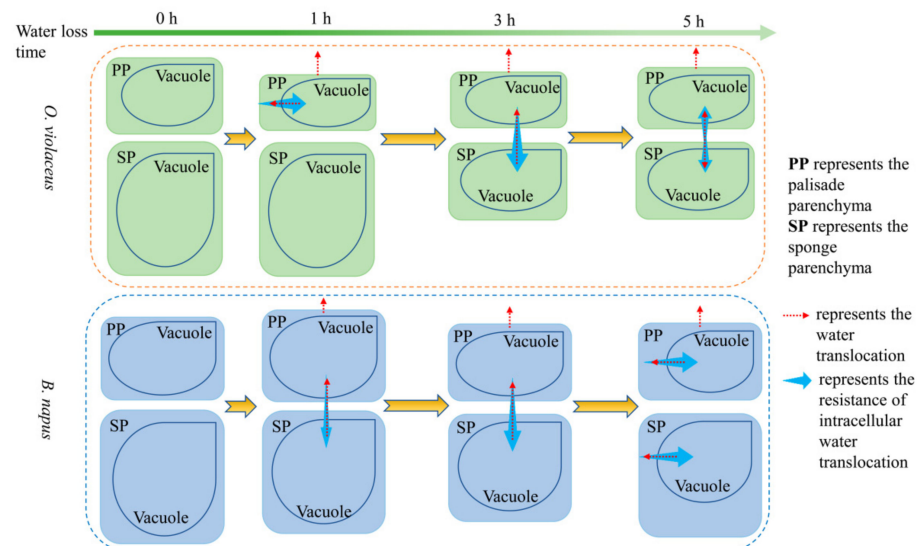 0 h
1 h
3 h
5 h
Water loss
time
O. violaceus
PP
Vacuole
PP
Vacuole
PP
Vacuole
PP
Vacuole
SP
Vacuole
SP
Vacuole
SP
Vacuole
SP
Vacuole
B. napus
PP
Vacuole
PP
Vacuole
PP
Vacuole
PP
Vacuole
SP
Vacuole
SP
Vacuole
SP
Vacuole
SP
Vacuole
PP represents the
palisade
parenchyma
SP represents the
sponge
parenchyma
represents the
water
translocation
represents the
resistance of
intracellular
water
translocation